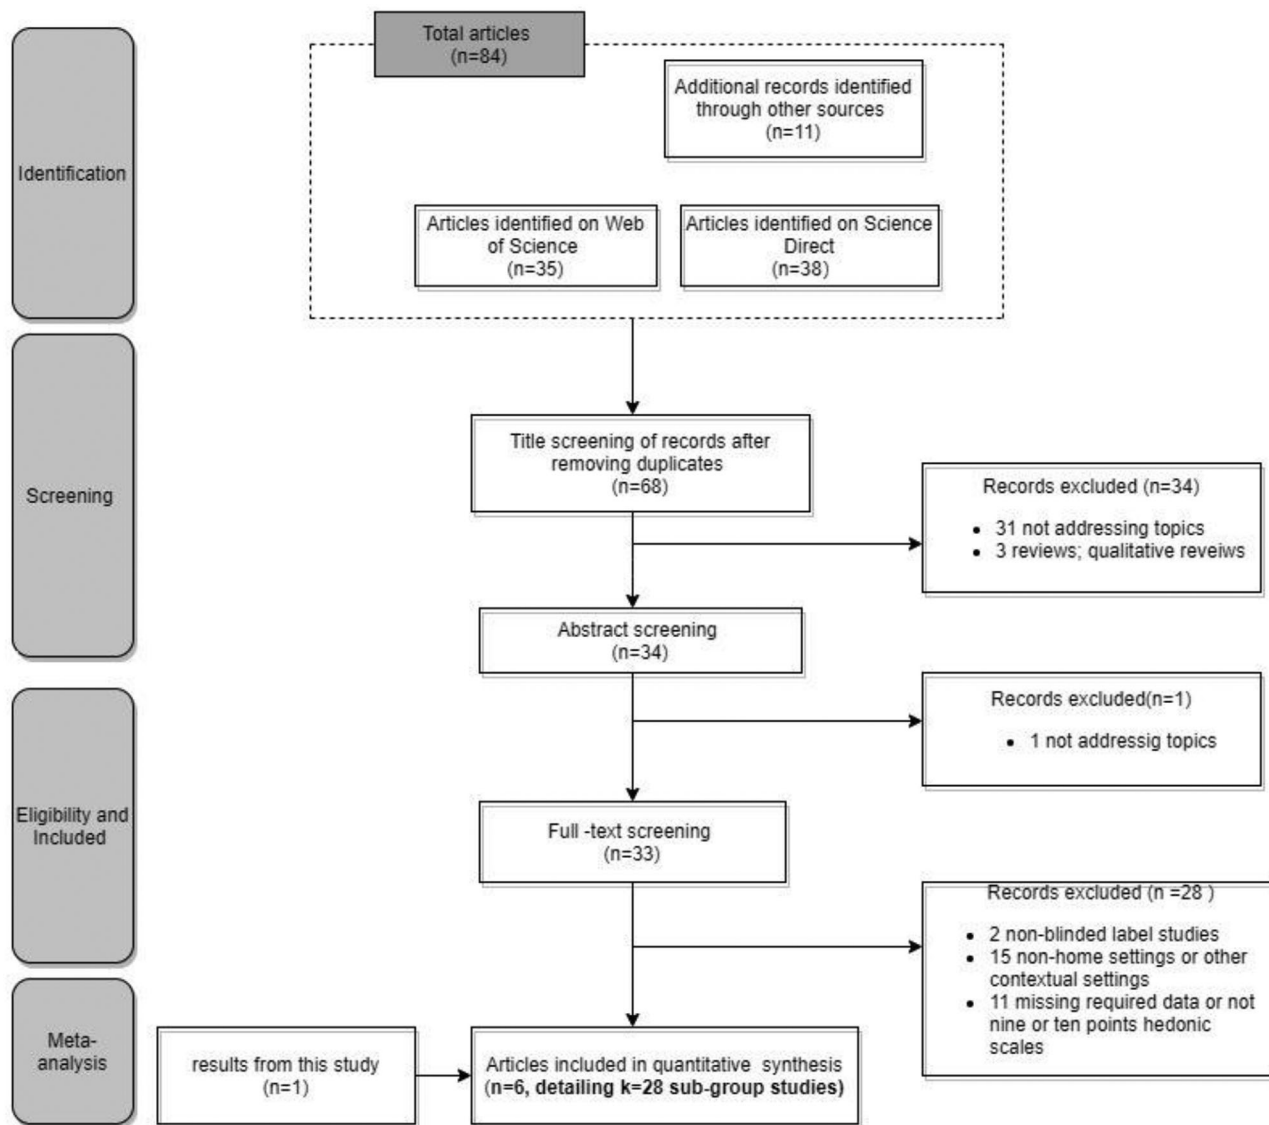 Total articles
(n=84)
Additional records identified
through other sources
(n=11)
Identification
Articles identified on Web
of Science
(n=35)
Articles identified on Science
Direct
(n=38)
Title screening of records after
removing duplicates
(n=68)
Screening
Records excluded (n=34)
• 31 not addressing topics
• 3 reviews; qualitative reveiws
Abstract screening
(n=34)
Records excluded(n=1)
• 1 not addressig topics
Eligibility and
Included
Full -text screening
(n=33)
Records excluded (n =28 )
• 2 non-blinded label studies
• 15 non-home settings or other
contextual settings
• 11 missing required data or not
nine or ten points hedonic
scales
Meta-
analysis
results from this study
(n=1)
Articles included in quantitative synthesis
(n=6, detailing k=28 sub-group studies)